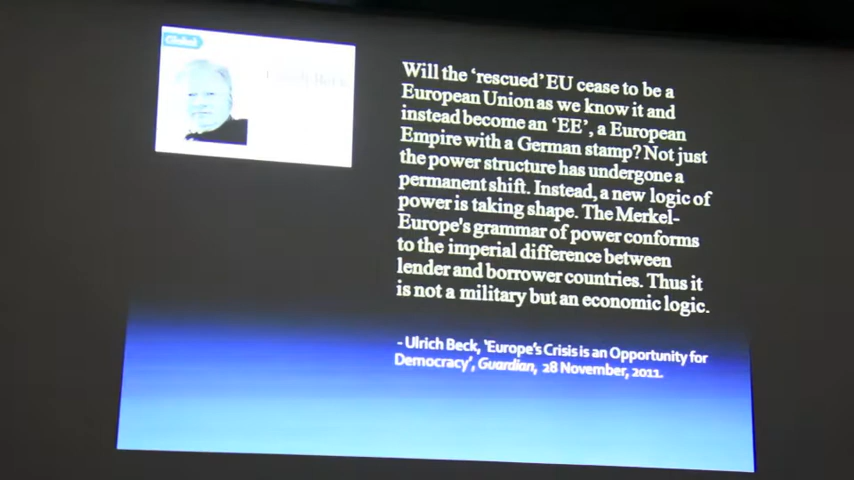 Global
Will the 'rescued' EU cease to be a
European Union as we know it and
instead become an 'EE', a European
Empire with a German stamp? Not just
the power structure has undergone a
permanent shift. Instead, a new logic of
power is taking shape. The Merkel-
Europe's grammar of power conforms
to the imperial difference between
lender and borrower countries. Thus it
is not a military but an economic logic.
- Ulrich Beck, 'Europe's Crisis is an Opportunity for
Democracy', Guardian, 28 November, 2011.